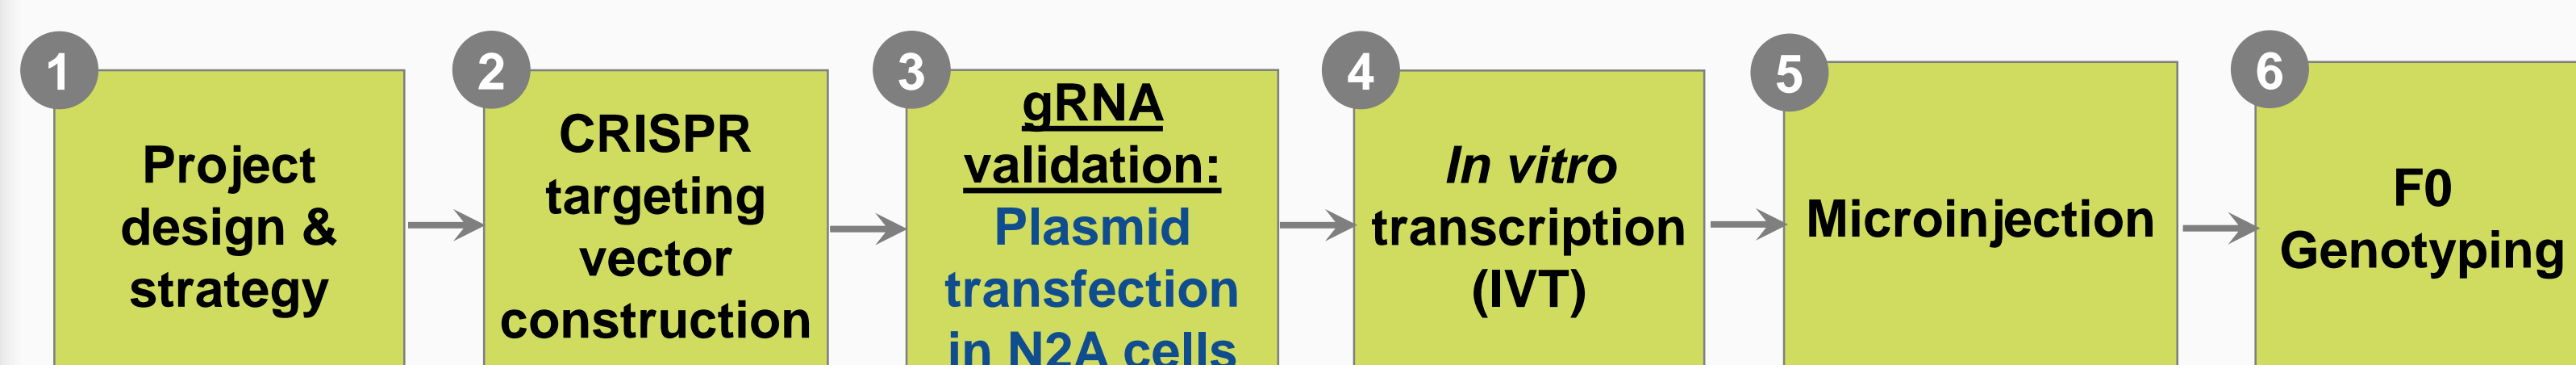 1
Project
design &
strategy
2
CRISPR
targeting
vector
construction
3
gRNA
validation:
Plasmid
transfection
in N2A cells
4
In vitro
transcription
(IVT)
5
Microinjection
6
F0
Genotyping